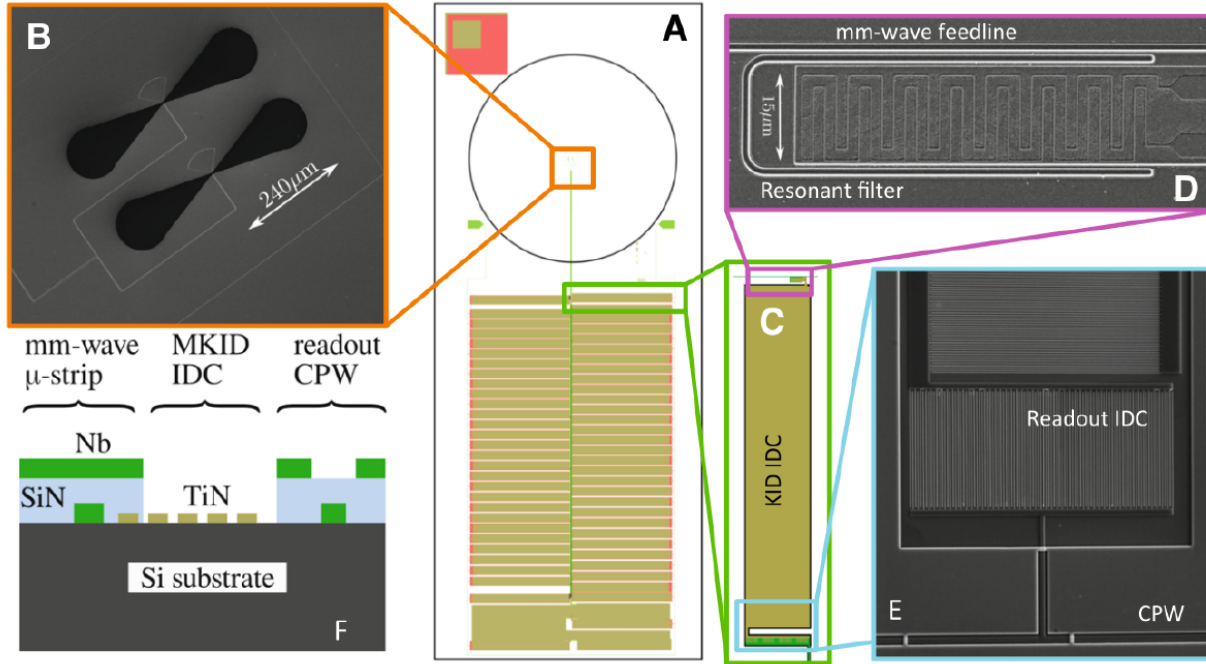 B
240μm
A
mm-wave feedline
15μm
Resonant filter
D
C
KID IDC
Readout IDC
E
CPW
mm-wave
μ-strip
MKID
IDC
readout
CPW
Nb
SiN
TiN
Si substrate
F